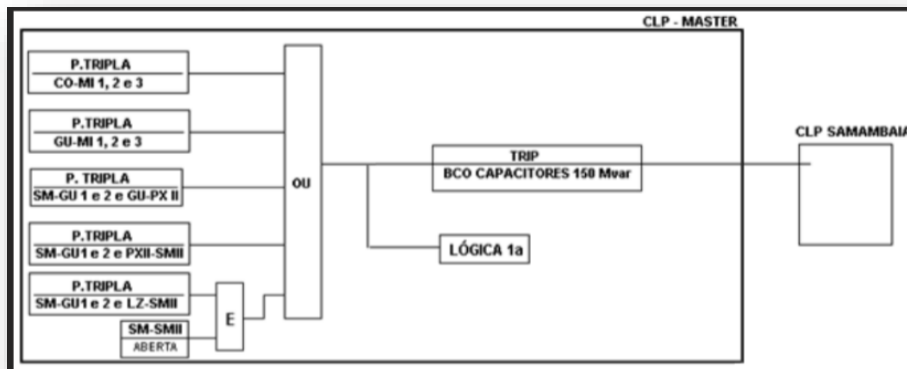 CLP - MASTER
P.TRIPLA
CO-MI 1, 2 e 3
P.TRIPLA
GU-MI 1, 2 e 3
P. TRIPLA
SM-GU 1 e 2 e GU-PX II
P.TRIPLA
SM-GU1 e 2 e PXII-SMII
P.TRIPLA
SM-GU1 e 2 e LZ-SMII
SM-SMII
ABERTA
E
OU
TRIP
BCO CAPACITORES 150 Mvar
LÓGICA 1a
CLP SAMAMBAIA